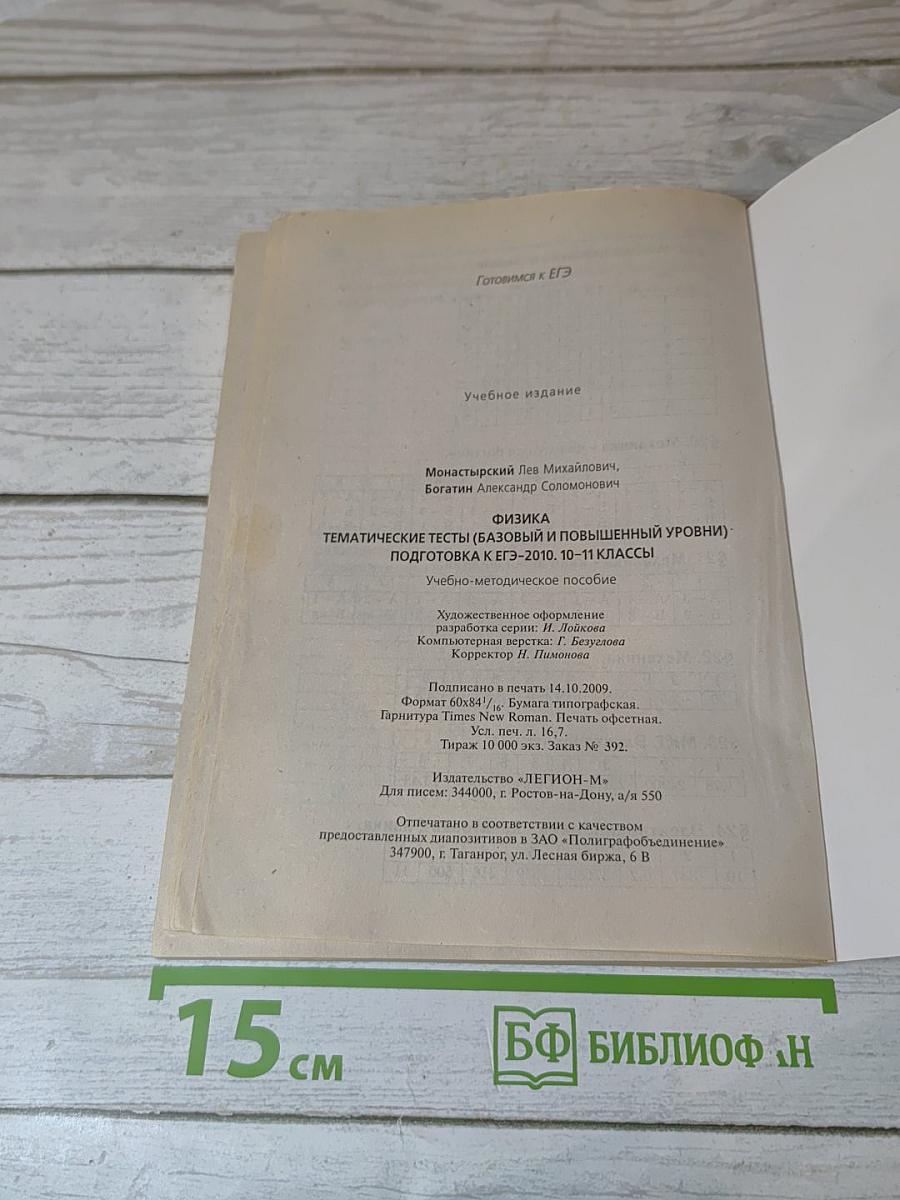 Готовимся к ЕГЭ
Учебное издание
Монастырский Лев Михайлович,
Богатин Александр Соломонович
ФИЗИКА
ТЕМАТИЧЕСКИЕ ТЕСТЫ (БАЗОВЫЙ И ПОВЫШЕННЫЙ УРОВНИ)
ПОДГОТОВКА К ЕГЭ–2010. 10–11 КЛАССЫ
Учебно-методическое пособие
Художественное оформление
разработка серии: И. Лойкова
Компьютерная верстка: Г. Безуглова
Корректор Н. Пимонова
Подписано в печать 14.10.2009.
Формат 60х84 1/16. Бумага типографская.
Гарнитура Times New Roman. Печать офсетная.
Усл. печ. л. 16,7.
Тираж 10 000 экз. Заказ № 392.
Издательство «ЛЕГИОН-М»
Для писем: 344000, г. Ростов-на-Дону, а/я 550
Отпечатано в соответствии с качеством
предоставленных диапозитивов в ЗАО «Полиграфобъединение»
347900, г. Таганрог, ул. Лесная биржа, 6 В
15 см
БФ БИБЛИОФАН